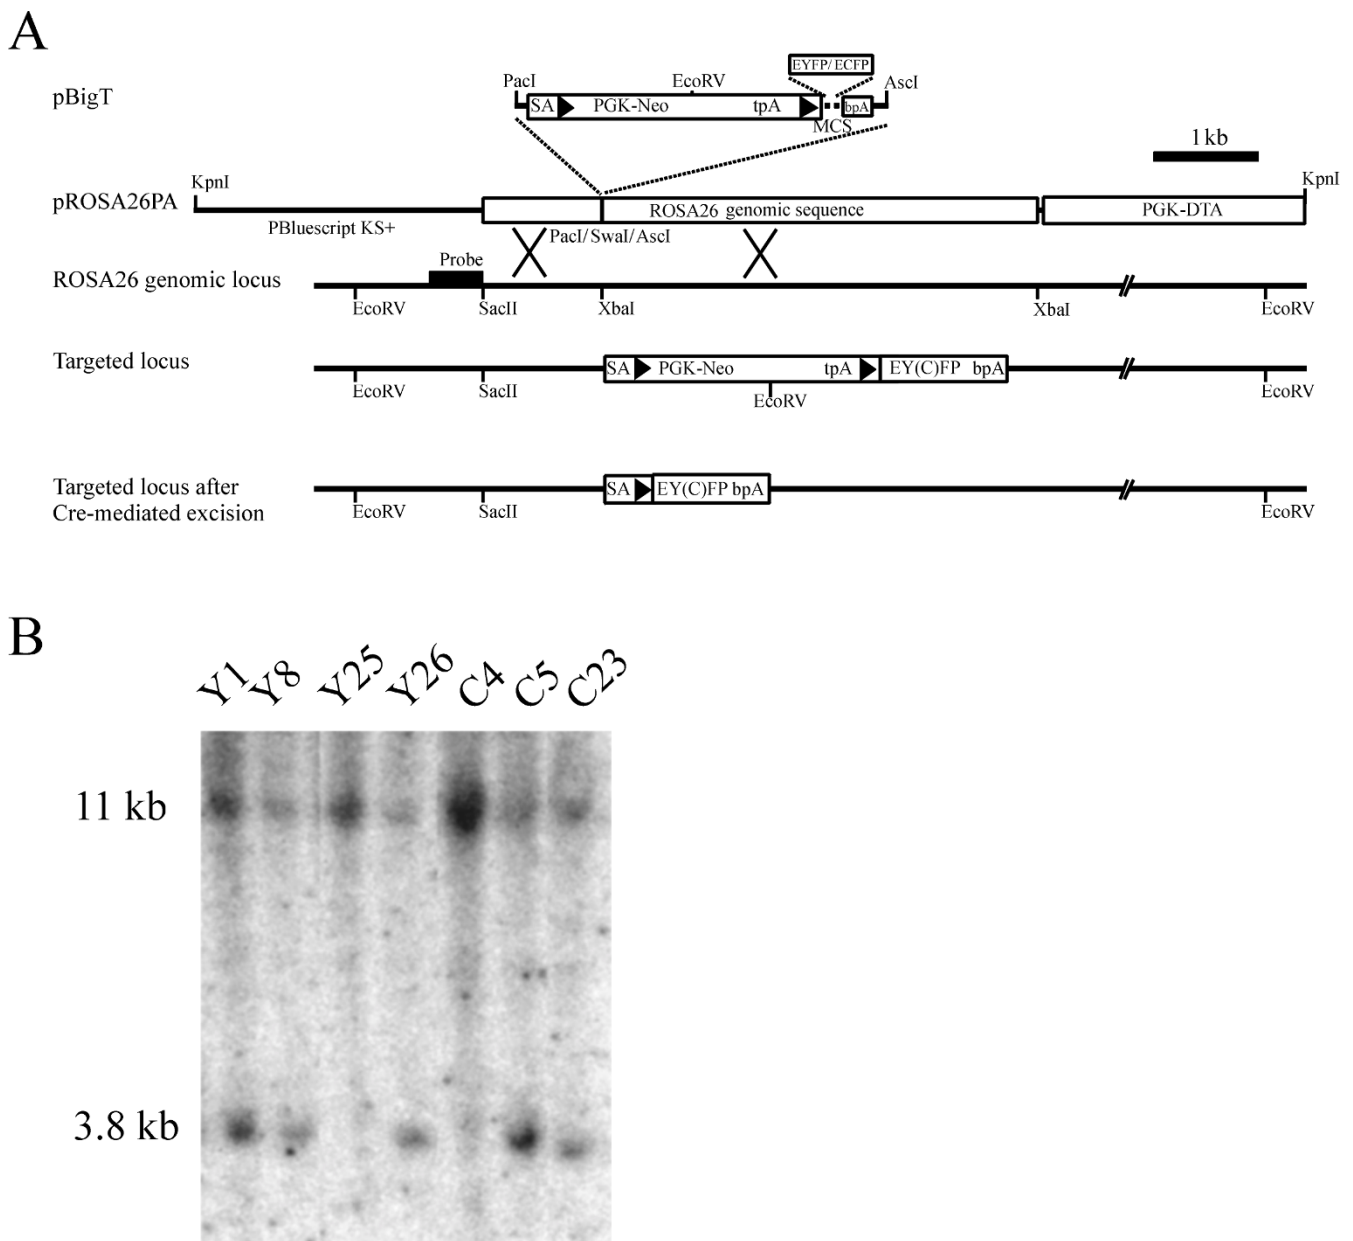 A
EYFP/ECFP
PacI EcoRV AscI
pBigT SA PGK-Neo tpA bpA
MCS
1kb
KpnI KpnI
pROSA26PA ROSA26 genomic sequence PGK-DTA
PBluescript KS+ PacI/SwaI/AscI
Probe
ROSA26 genomic locus
EcoRV SacII XbaI XbaI EcoRV
Targeted locus SA PGK-Neo tpA EY(C)FP bpA
EcoRV SacII EcoRV EcoRV
Targeted locus after SA EY(C)FP bpA
Cre-mediated excision EcoRV SacII EcoRV
B
Y1 Y8 Y25 Y26 C4 C5 C23
11 kb
3.8 kb